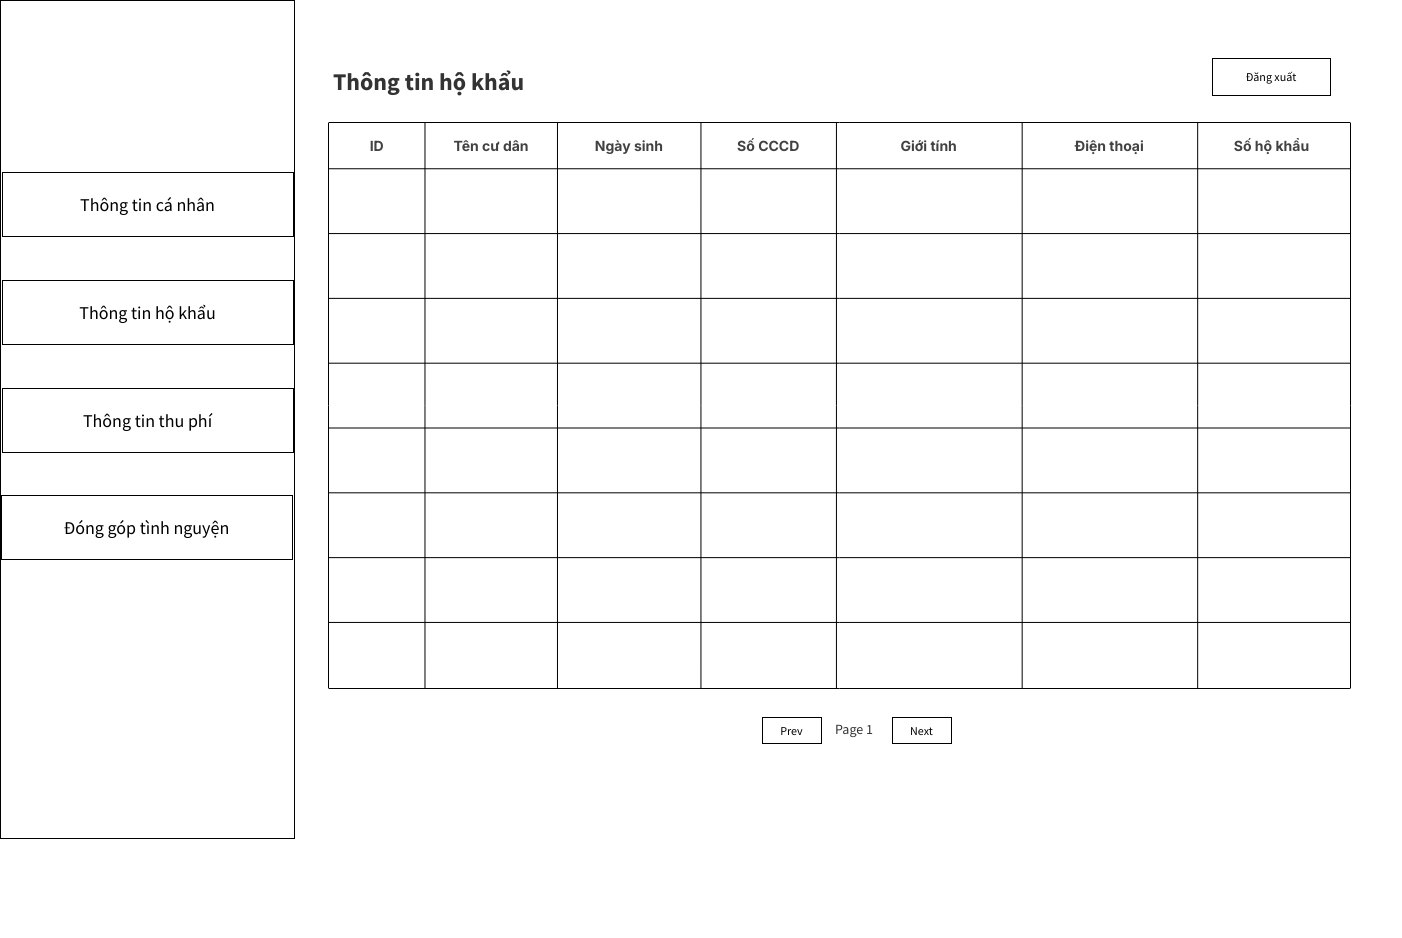 Thông tin cá nhân
Thông tin hộ khẩu
Thông tin thu phí
Đóng góp tình nguyện
Thông tin hộ khẩu
Đăng xuất
ID Tên cư dân Ngày sinh Số CCCD Giới tính Điện thoại Số hộ khẩu
Prev Page 1 Next